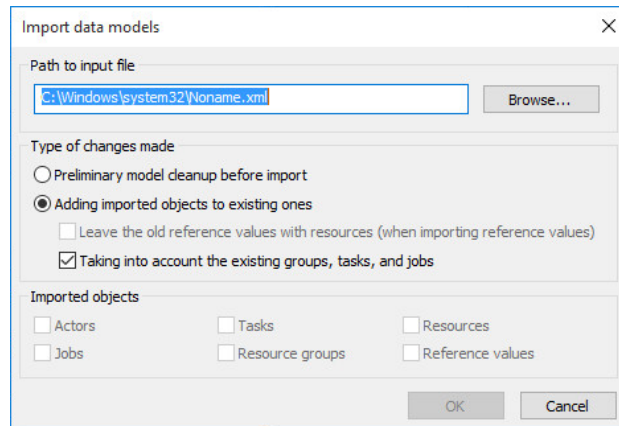 Import data models
Path to input file
C:\Windows\system32\Noname.xml
Browse...
Type of changes made
Preliminary model cleanup before import
Adding imported objects to existing ones
Leave the old reference values with resources (when importing reference values)
Taking into account the existing groups, tasks, and jobs
Imported objects
Actors Tasks Resources
Jobs Resource groups Reference values
OK Cancel